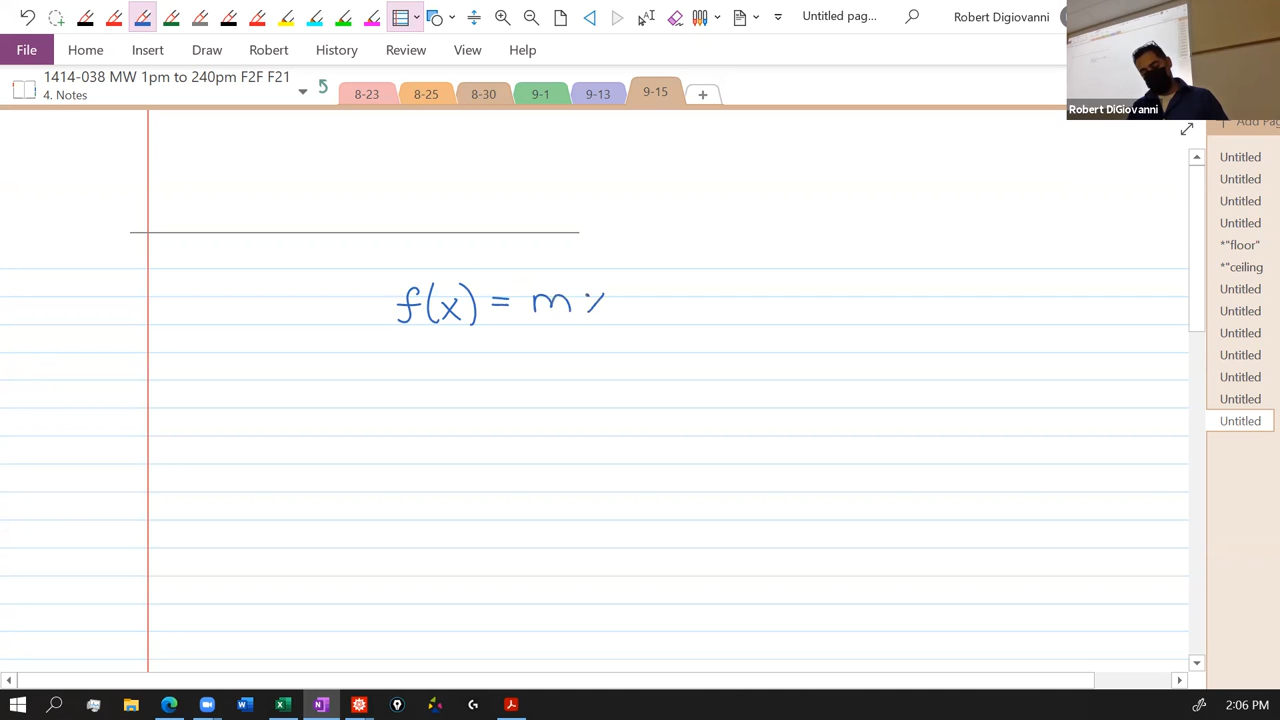 Untitled pag...
Robert Digiovanni
File
Home
Insert
Draw
Robert
History
Review
View
Help
1414-038 MW 1pm to 240pm F2F F21
4. Notes
8-23
8-25
8-30
9-1
9-13
9-15
Robert DiGiovanni
Add Pag
Untitled
Untitled
Untitled
Untitled
*"floor"
*"ceiling
Untitled
Untitled
Untitled
Untitled
Untitled
Untitled
Untitled
f(x) = m x
2:06 PM